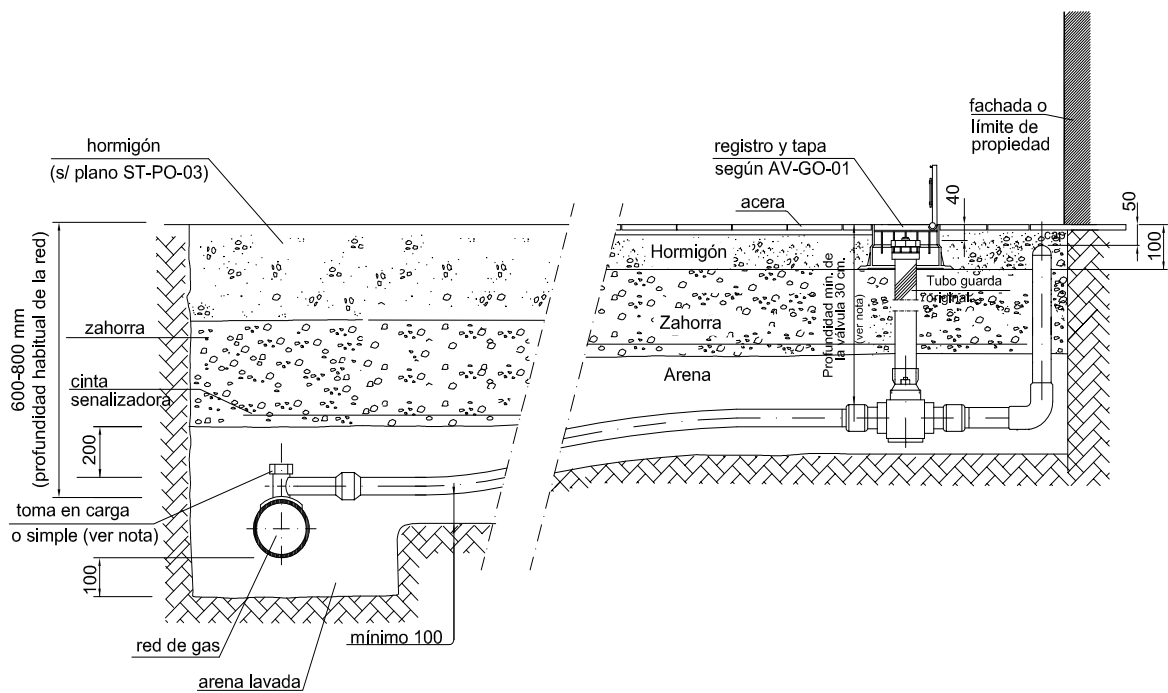 fachada o
límite de
propiedad
hormigón
(s/ plano ST-PO-03)
registro y tapa
según AV-GO-01
acera
40
50
100
cap
Hormigón
Tubo guarda
"original"
Zahorra
Arena
Profundidad min. de
la válvula 30 cm.
(ver nota)
600-800 mm
(profundidad habitual de la red)
zahorra
cinta
senalizadora
200
toma en carga
o simple (ver nota)
100
mínimo 100
red de gas
arena lavada